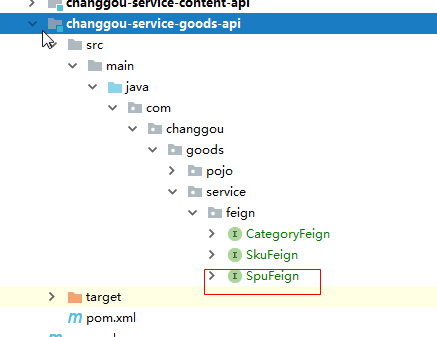 changgou-service-content-api
changgou-service-goods-api
src
main
java
com
changgou
goods
pojo
service
feign
CategoryFeign
SkuFeign
SpuFeign
target
pom.xml